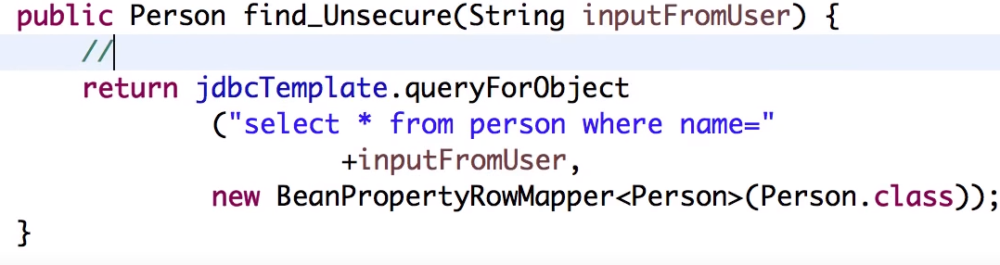 public Person find_Unsecure(String inputFromUser) {
//
return jdbcTemplate.queryForObject
("select * from person where name="
+inputFromUser,
new BeanPropertyRowMapper<Person>(Person.class));
}